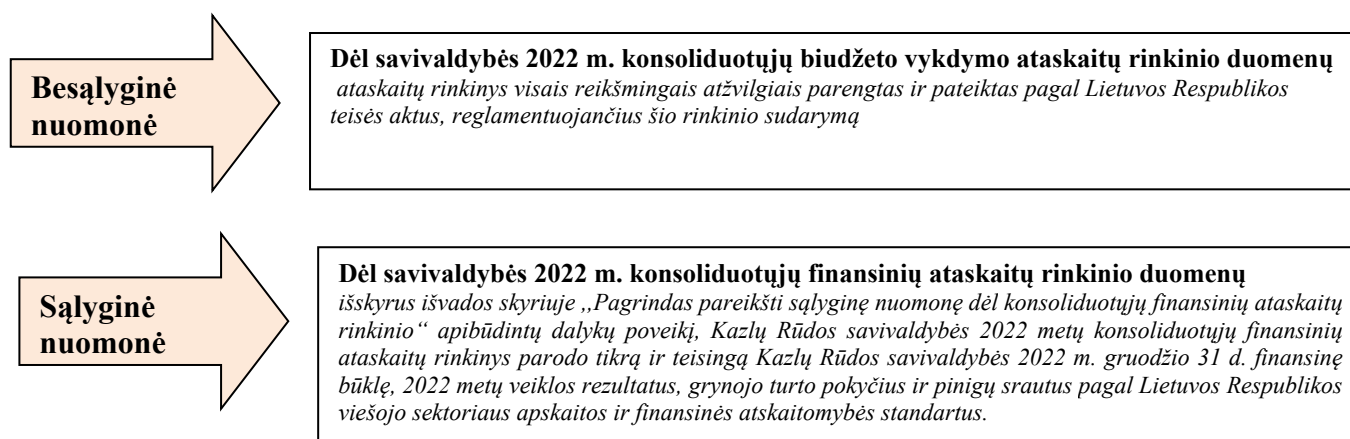 Besąlyginė
nuomonė
Dėl savivaldybės 2022 m. konsoliduotųjų biudžeto vykdymo ataskaitų rinkinio duomenų
ataskaitų rinkinys visais reikšmingais atžvilgiais parengtas ir pateiktas pagal Lietuvos Respublikos
teisės aktus, reglamentuojančius šio rinkinio sudarymą
Sąlyginė
nuomonė
Dėl savivaldybės 2022 m. konsoliduotųjų finansinių ataskaitų rinkinio duomenų
išskyrus išvados skyriuje ,,Pagrindas pareikšti sąlyginę nuomonę dėl konsoliduotųjų finansinių ataskaitų
rinkinio“ apibūdintų dalykų poveikį, Kazlų Rūdos savivaldybės 2022 metų konsoliduotųjų finansinių
ataskaitų rinkinys parodo tikrą ir teisingą Kazlų Rūdos savivaldybės 2022 m. gruodžio 31 d. finansinę
būklę, 2022 metų veiklos rezultatus, grynojo turto pokyčius ir pinigų srautus pagal Lietuvos Respublikos
viešojo sektoriaus apskaitos ir finansinės atskaitomybės standartus.